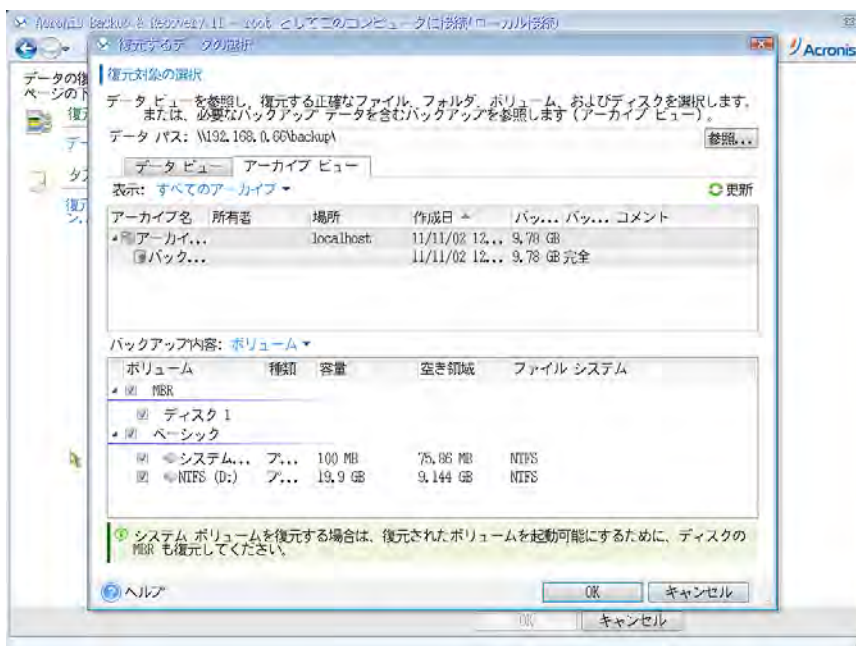 Acronis Backup & Recovery 11 - root としてこのコンピュータに接続(ローカル接続)
復元するデータの選択
Acronis
データの復
ページの下
復元
デー
タス
復元
ン、
復元対象の選択
データ ビューを参照し、復元する正確なファイル、フォルダ、ボリューム、およびディスクを選択します。
または、必要なバックアップ データを含むバックアップを参照します (アーカイブ ビュー)。
データ パス: \\192.168.0.66\backup\
参照...
データ ビュー アーカイブ ビュー
表示: すべてのアーカイブ
更新
アーカイブ名 所有者 場所 作成日 バッ... バッ... コメント
アーカイ... localhost 11/11/02 12... 9.78 GB
バック... 11/11/02 12... 9.78 GB 完全
バックアップ内容: ボリューム
ボリューム 種類 容量 空き領域 ファイル システム
MBR
ディスク 1
ベーシック
システム... プ... 100 MB 75.86 MB NTFS
NTFS (D:) プ... 19.9 GB 9.144 GB NTFS
システム ボリュームを復元する場合は、復元されたボリュームを起動可能にするために、ディスクの
MBR も復元してください。
ヘルプ
OK キャンセル
OK キャンセル